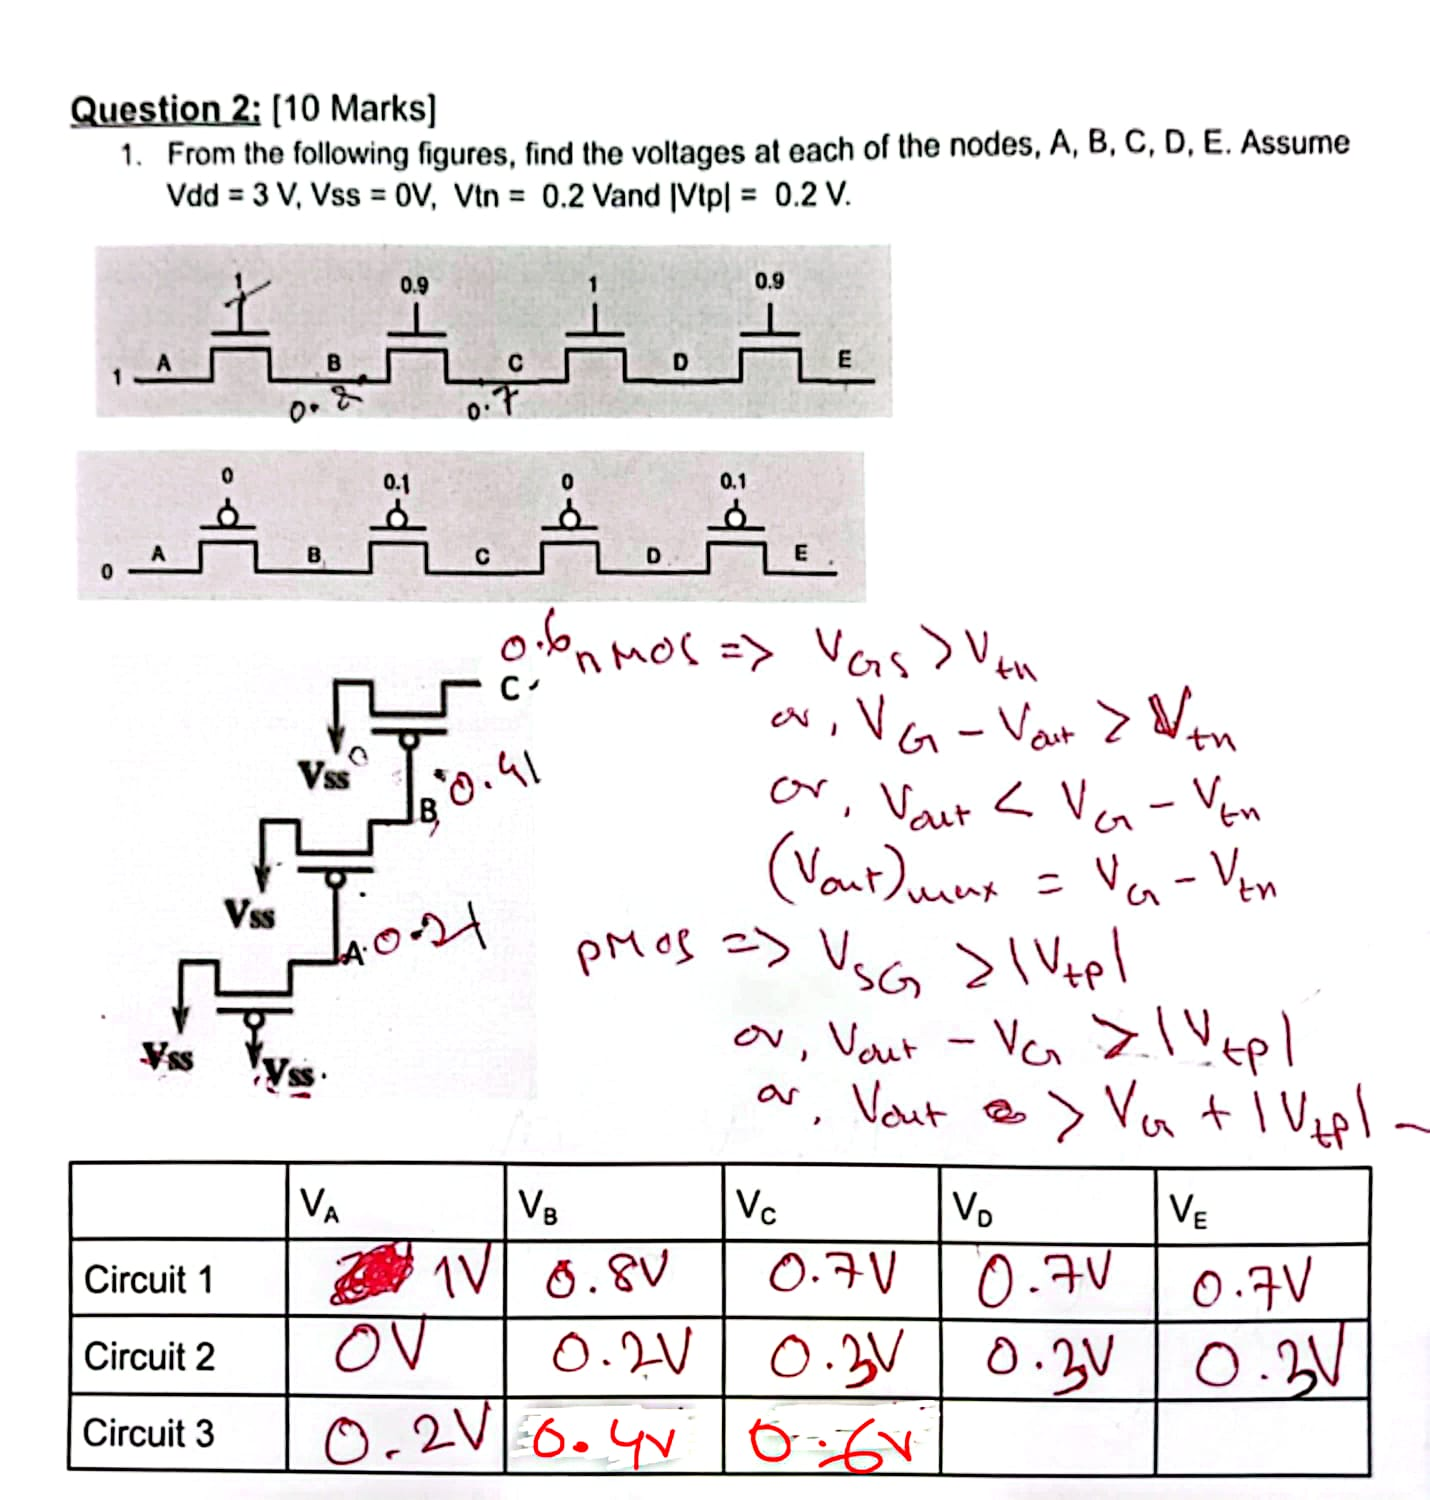 Question 2: [10 Marks]
1. From the following figures, find the voltages at each of the nodes, A, B, C, D, E. Assume
Vdd = 3 V, Vss = 0V, Vtn = 0.2 Vand |Vtp| = 0.2 V.
1 0.9 1 0.9
1 A B C D E
0.8 0.7
0 0.1 0 0.1
0 A B C D E
0.6
C
nMOS => VGS > Vtn
or, VG - Vout > Vtn
Vss 0
B 0.41
or, Vout < VG - Vtn
(Vout)max = VG - Vtn
Vss
A 0.21
pMOS => VSG > |Vtp|
or, Vout - VG > |Vtp|
Vss Vss
or, Vout > VG + |Vtp|
VA VB VC VD VE
Circuit 1 1V 0.8V 0.7V 0.7V 0.7V
Circuit 2 0V 0.2V 0.3V 0.3V 0.3V
Circuit 3 0.2V 0.4V 0.6V